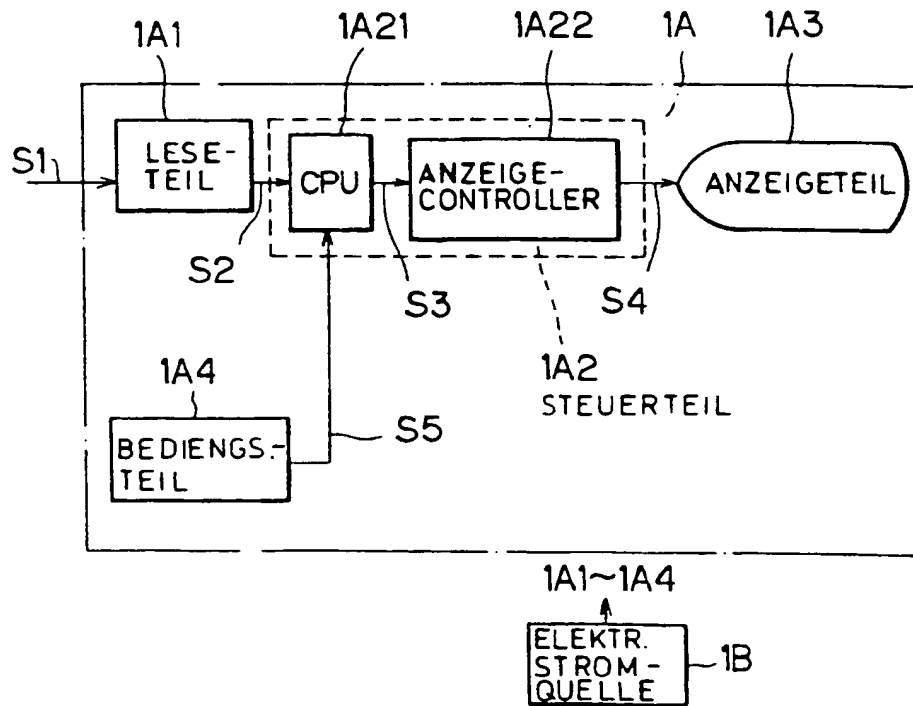 1A1
1A21
1A22
1A
1A3
S1
LESE-
TEIL
CPU
ANZEIGE-
CONTROLLER
ANZEIGETEIL
S2
S3
S4
1A4
1A2
STEUERTEIL
BEDIENGS.-
TEIL
S5
1A1~1A4
ELEKTR.
STROM-
QUELLE
1B